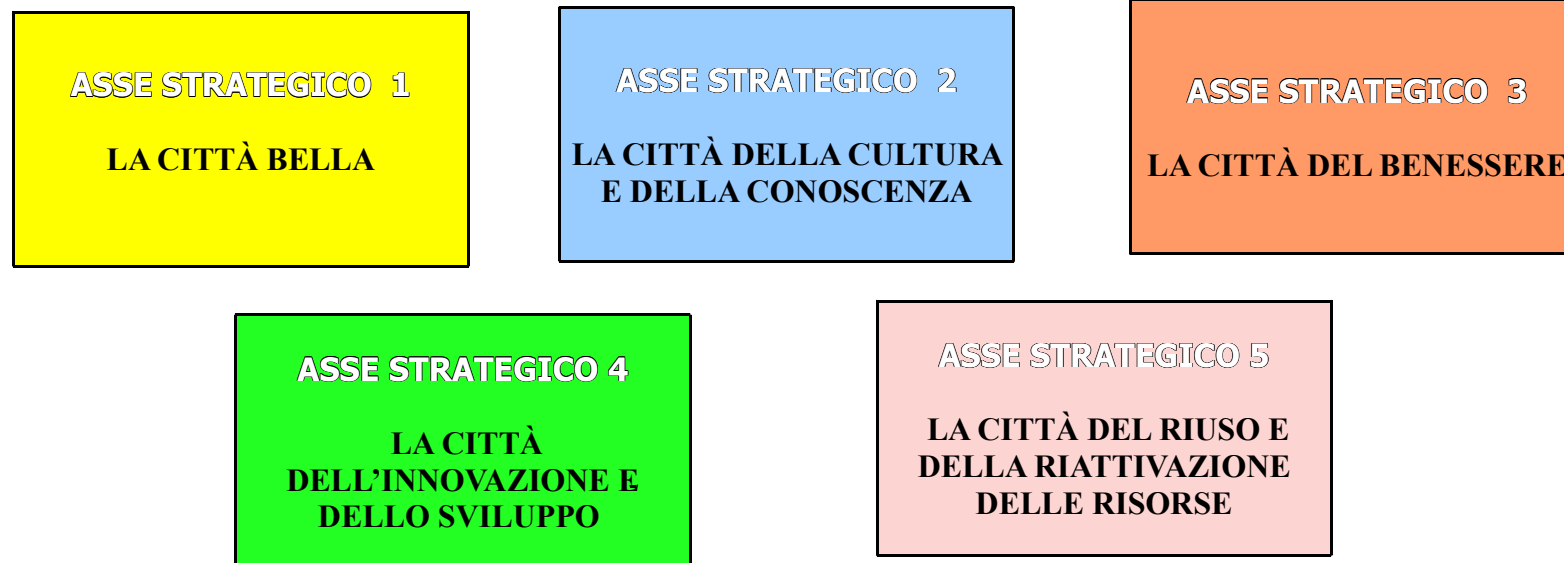 ASSE STRATEGICO 1
LA CITTÀ BELLA
ASSE STRATEGICO 2
LA CITTÀ DELLA CULTURA
E DELLA CONOSCENZA
ASSE STRATEGICO 3
LA CITTÀ DEL BENESSERE
ASSE STRATEGICO 4
LA CITTÀ
DELL’INNOVAZIONE E
DELLO SVILUPPO
ASSE STRATEGICO 5
LA CITTÀ DEL RIUSO E
DELLA RIATTIVAZIONE
DELLE RISORSE